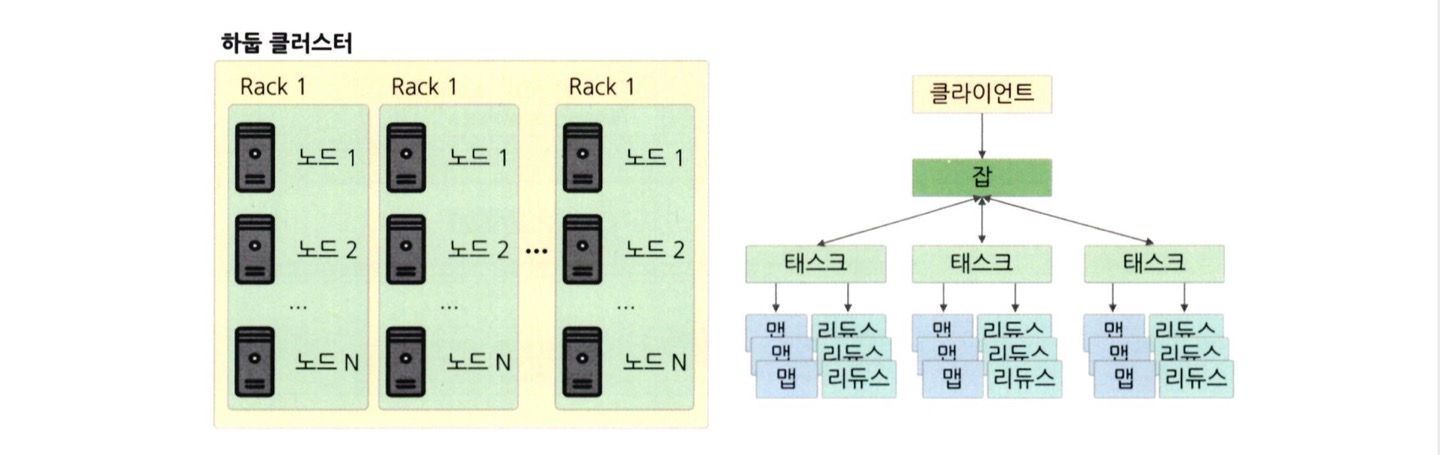 하둡 클러스터
Rack 1
Rack 1
Rack 1
노드 1
노드 1
노드 1
노드 2
노드 2
...
노드 2
...
...
...
노드 N
노드 N
노드 N
클라이언트
잡
태스크
태스크
태스크
맵
리듀스
맵
리듀스
맵
리듀스
맵
리듀스
맵
리듀스
맵
리듀스
맵
리듀스
맵
리듀스
맵
리듀스